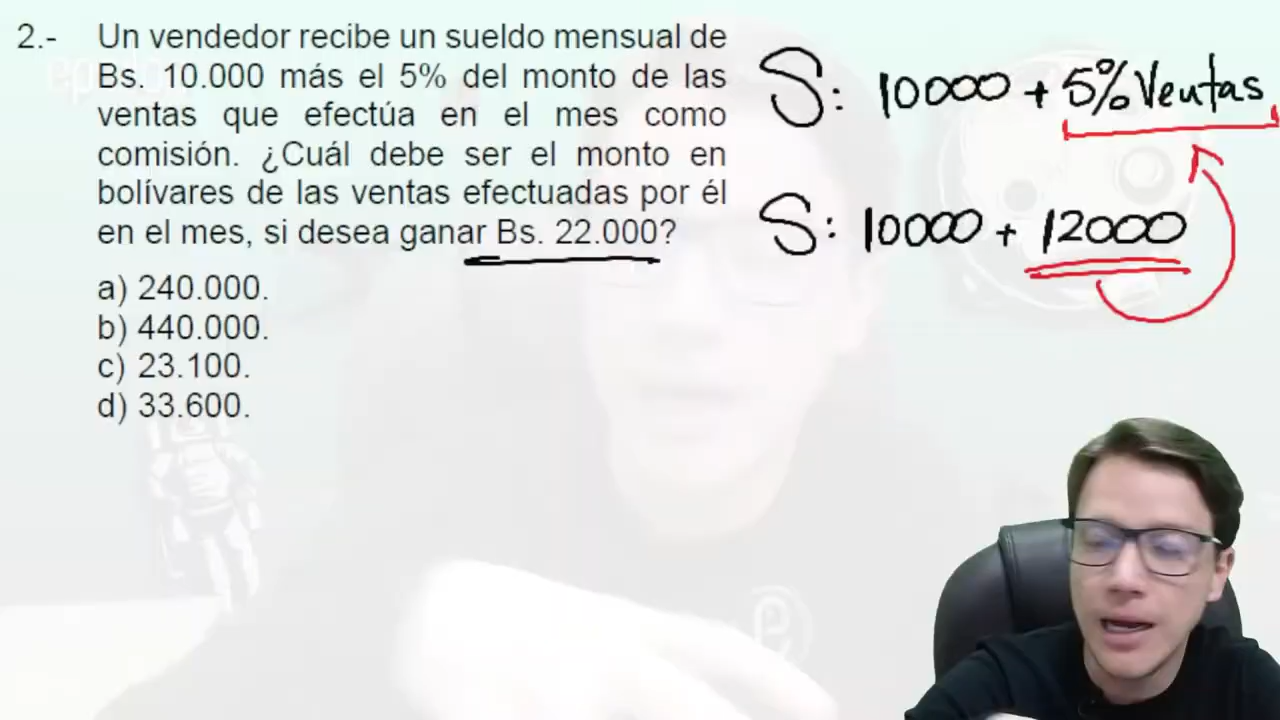 2.- Un vendedor recibe un sueldo mensual de
Bs. 10.000 más el 5% del monto de las
ventas que efectúa en el mes como
comisión. ¿Cuál debe ser el monto en
bolívares de las ventas efectuadas por él
en el mes, si desea ganar Bs. 22.000?
a) 240.000.
b) 440.000.
c) 23.100.
d) 33.600.
S: 10000 + 5% Ventas
S: 10000 + 12000